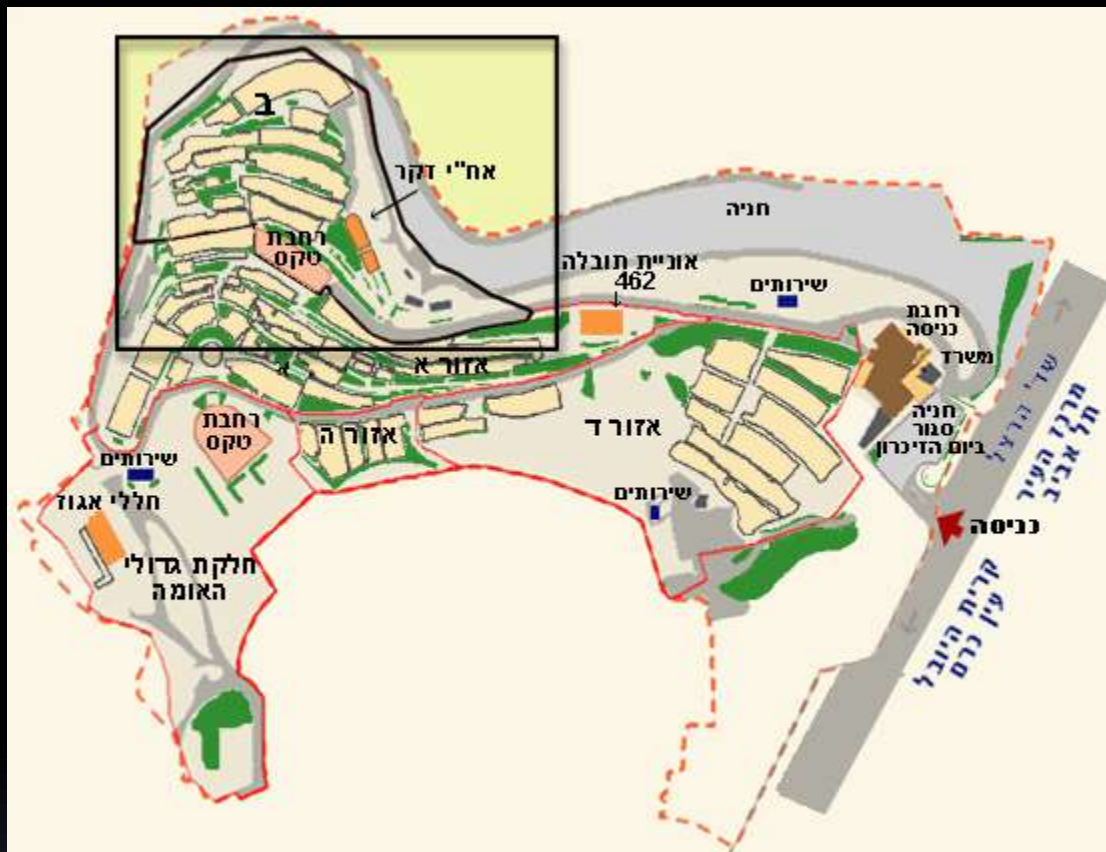 ב
אח"י דקר
רחבת
טקס
חניה
אוניית תובלה
462
שירותים
רחבת
כניסה
משרד
חניה
סגור
ביום הזיכרון
שד' הרצל
מרכז העיר
תל אביב
אזור א
א
אזור ה
אזור ד
רחבת
טקס
שירותים
חללי אגוז
חלקת גדולי
האומה
שירותים
כניסה
קרית היובל
עין כרם